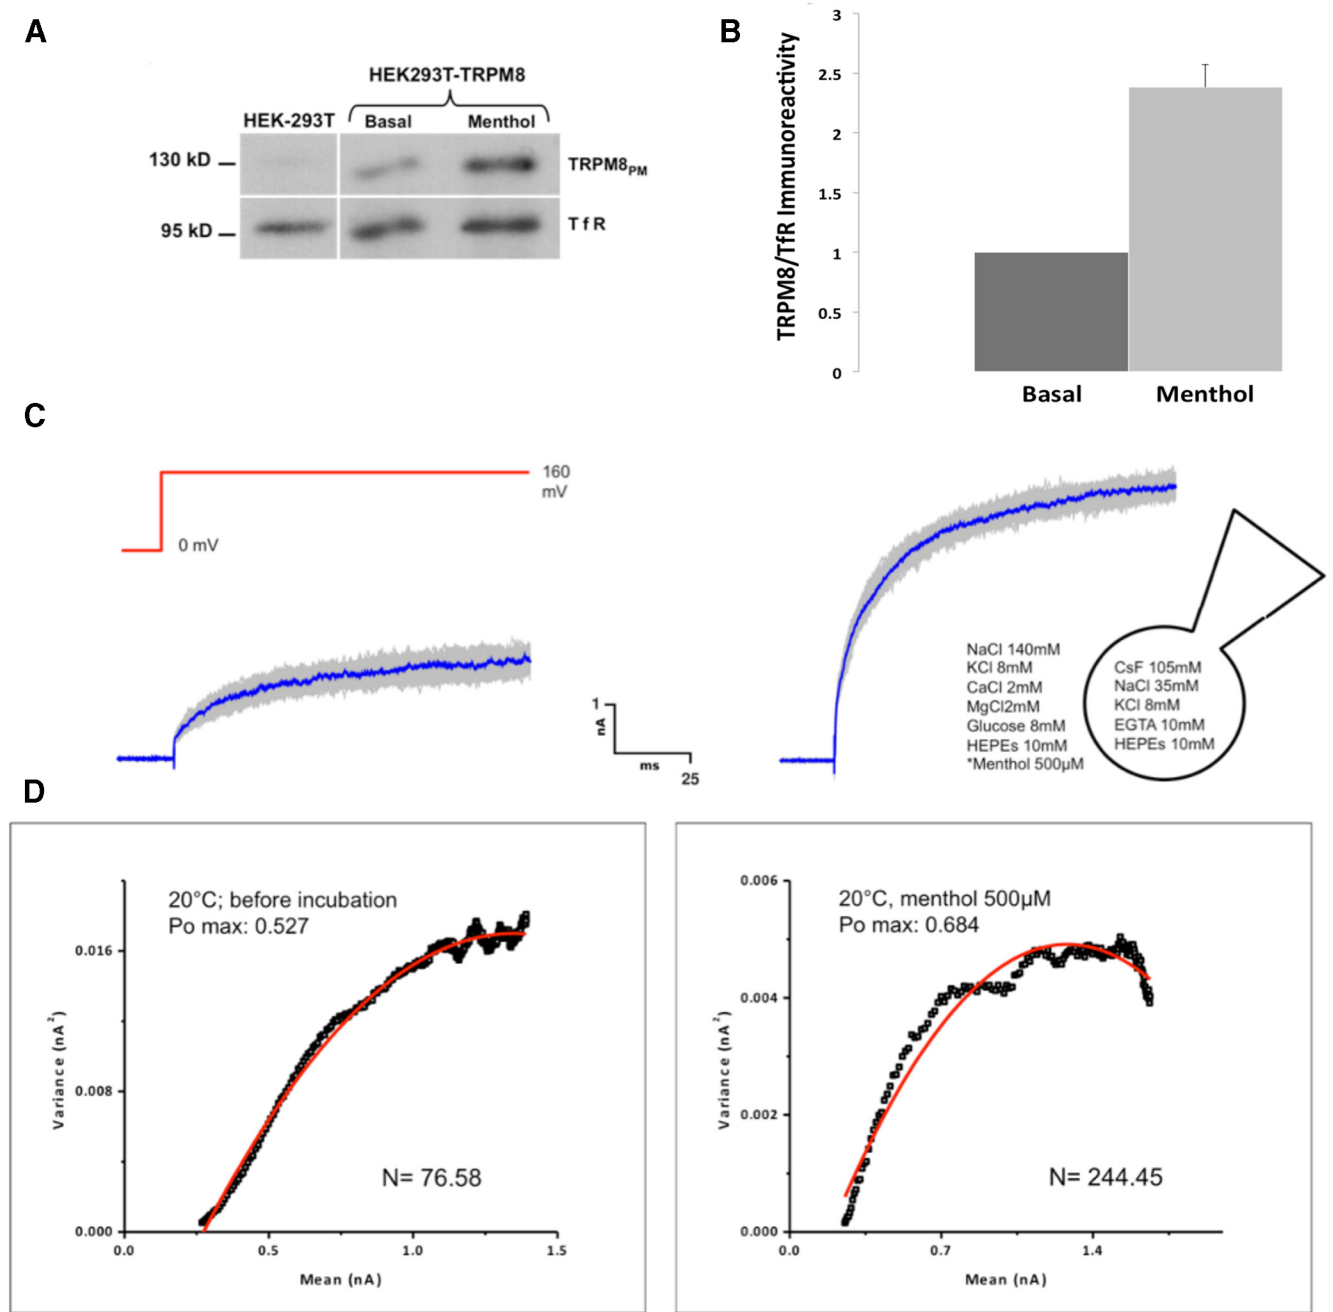 A
HEK293T-TRPM8
HEK-293T
Basal
Menthol
130 kD
TRPM8PM
95 kD
TfR
B
TRPM8/TfR Immunoreactivity
3
2.5
2
1.5
1
0.5
0
Basal
Menthol
C
160
mV
0 mV
1
nA
ms
25
NaCl 140mM
KCl 8mM
CaCl 2mM
MgCl2mM
Glucose 8mM
HEPEs 10mM
*Menthol 500µM
CsF 105mM
NaCl 35mM
KCl 8mM
EGTA 10mM
HEPEs 10mM
D
20°C; before incubation
Po max: 0.527
0.016
0.008
0.000
Variance (nA²)
N= 76.58
0.0
0.5
1.0
1.5
Mean (nA)
20°C, menthol 500µM
Po max: 0.684
0.006
0.004
0.002
0.000
Variance (nA²)
N= 244.45
0.0
0.7
1.4
Mean (nA)